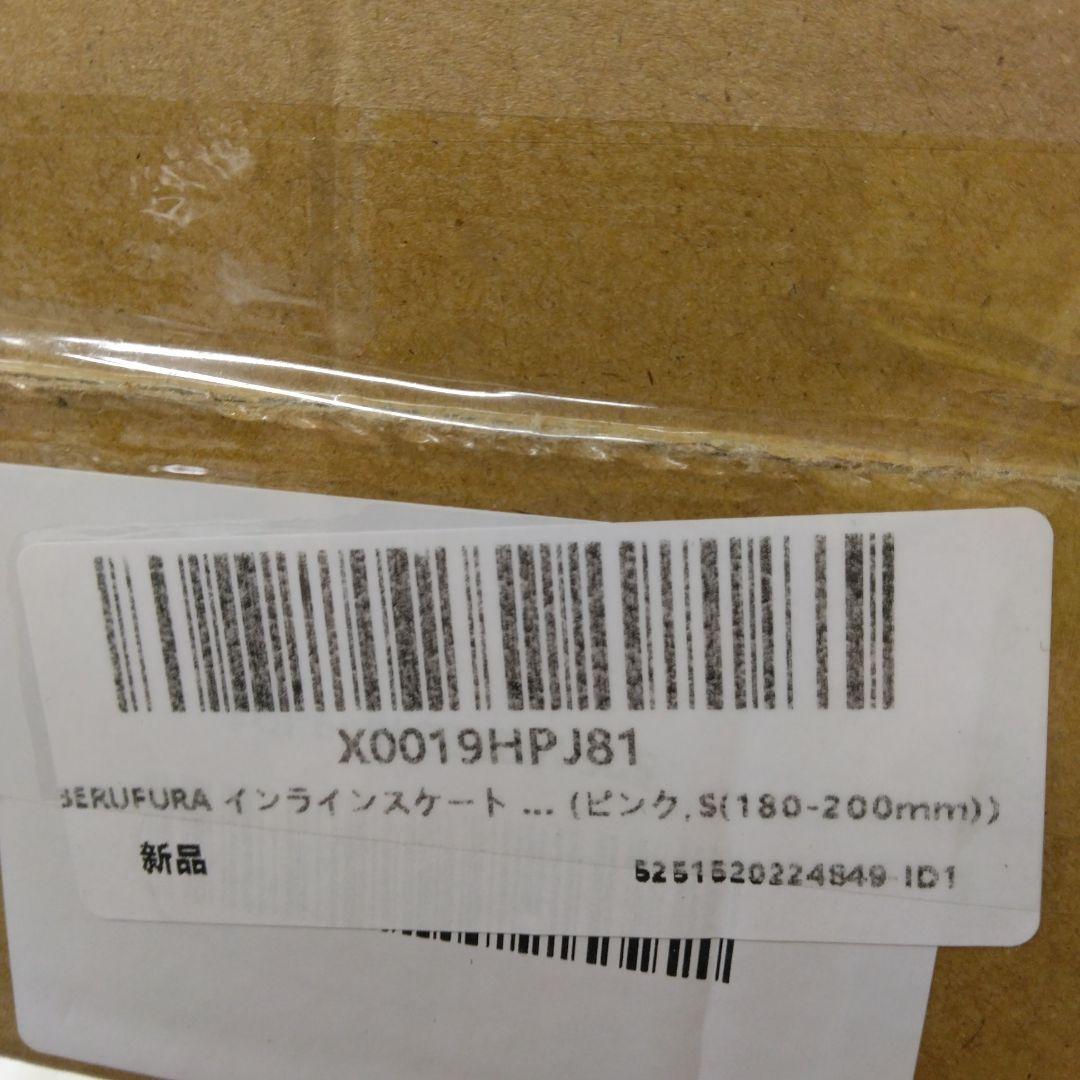 X0019HPJ81
BERUFURA インラインスケート ... (ピンク, S(180-200mm))
新品
5251520224849 ID1